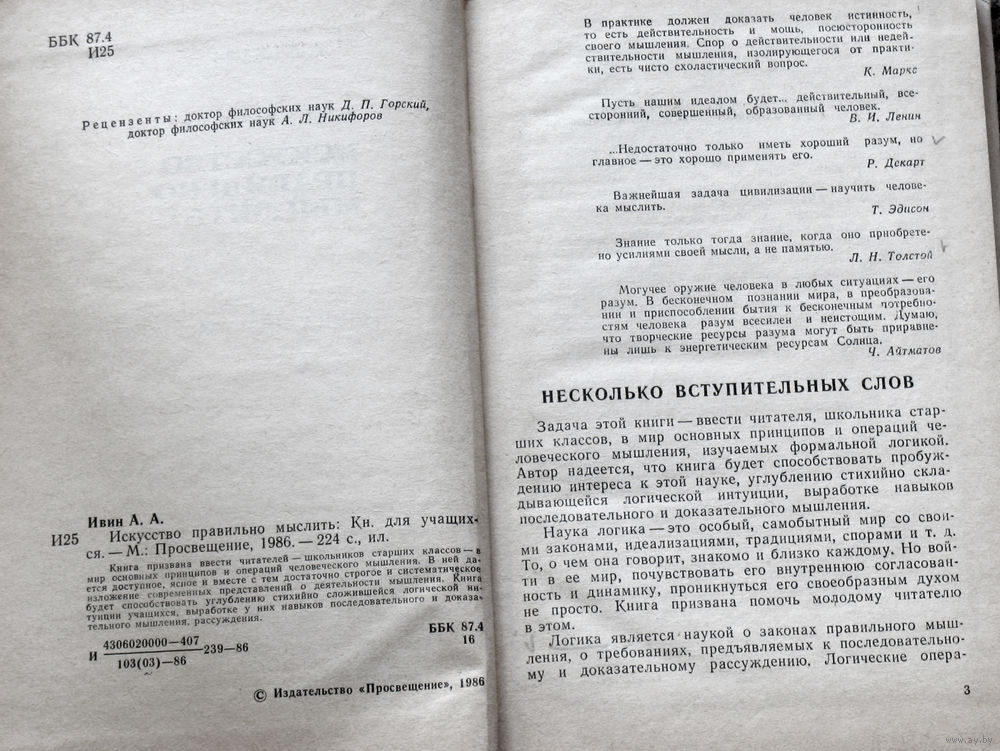 ББК 87.4
И25
Рецензенты: доктор философских наук Д. П. Горский,
доктор философских наук А. Л. Никифоров
Ивин А. А.
И25 Искусство правильно мыслить: Кн. для учащих-
ся. — М.: Просвещение, 1986. — 224 с., ил.
Книга призвана ввести читателей — школьников старших классов — в
мир основных принципов и операций человеческого мышления. В ней да-
ется доступное, ясное и вместе с тем достаточно строгое и систематическое
изложение современных представлений о деятельности мышления. Книга
будет способствовать углублению стихийно сложившейся логической ин-
туиции учащихся, выработке у них навыков последовательного и доказа-
тельного мышления, рассуждения.
И 4306020000—407
103(03)—86 239—86
ББК 87.4
16
© Издательство «Просвещение», 1986
В практике должен доказать человек истинность,
то есть действительность и мощь, посюсторонность
своего мышления. Спор о действительности или недей-
ствительности мышления, изолирующегося от практи-
ки, есть чисто схоластический вопрос.
К. Маркс
Пусть нашим идеалом будет... действительный, все-
сторонний, совершенный, образованный человек.
В. И. Ленин
...Недостаточно только иметь хороший разум, но
главное — это хорошо применять его.
Р. Декарт
Важнейшая задача цивилизации — научить челове-
ка мыслить.
Т. Эдисон
Знание только тогда знание, когда оно приобрете-
но усилиями своей мысли, а не памятью.
Л. Н. Толстой
Могучее оружие человека в любых ситуациях — его
разум. В бесконечном познании мира, в преобразова-
нии и приспособлении бытия к бесконечным потребно-
стям человека разум всесилен и неистощим. Думаю,
что творческие ресурсы разума могут быть приравне-
ны лишь к энергетическим ресурсам Солнца.
Ч. Айтматов
НЕСКОЛЬКО ВСТУПИТЕЛЬНЫХ СЛОВ
Задача этой книги — ввести читателя, школьника стар-
ших классов, в мир основных принципов и операций че-
ловеческого мышления, изучаемых формальной логикой.
Автор надеется, что книга будет способствовать пробуж-
дению интереса к этой науке, углублению стихийно скла-
дывающейся логической интуиции, выработке навыков
последовательного и доказательного мышления.
Наука логика — это особый, самобытный мир со свои-
ми законами, идеализациями, традициями, спорами и т. д.
То, о чем она говорит, знакомо и близко каждому. Но вой-
ти в ее мир, почувствовать его внутреннюю согласован-
ность и динамику, проникнуться его своеобразным духом
не просто. Книга призвана помочь молодому читателю
в этом.
Логика является наукой о законах правильного мыш-
ления, о требованиях, предъявляемых к последовательно-
му и доказательному рассуждению, Логические опера-
3
www.ay.by